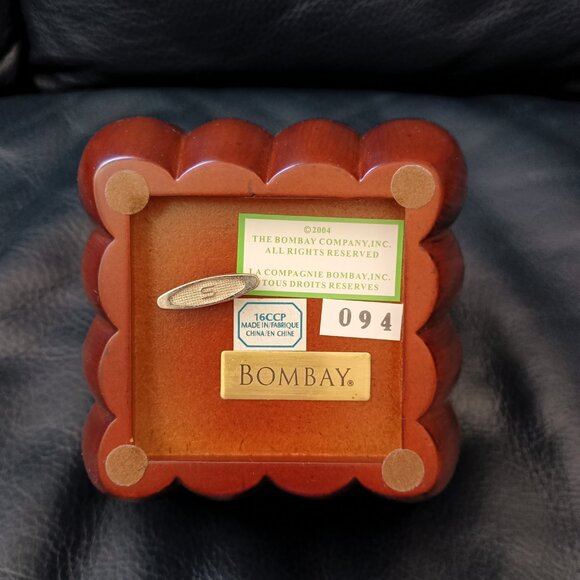 ©2004
THE BOMBAY COMPANY,INC.
ALL RIGHTS RESERVED
LA COMPAGNIE BOMBAY,INC.
TOUS DROITS RESERVES
S
16CCP
MADE IN/FABRIQUE
CHINA/EN CHINE
094
BOMBAY®